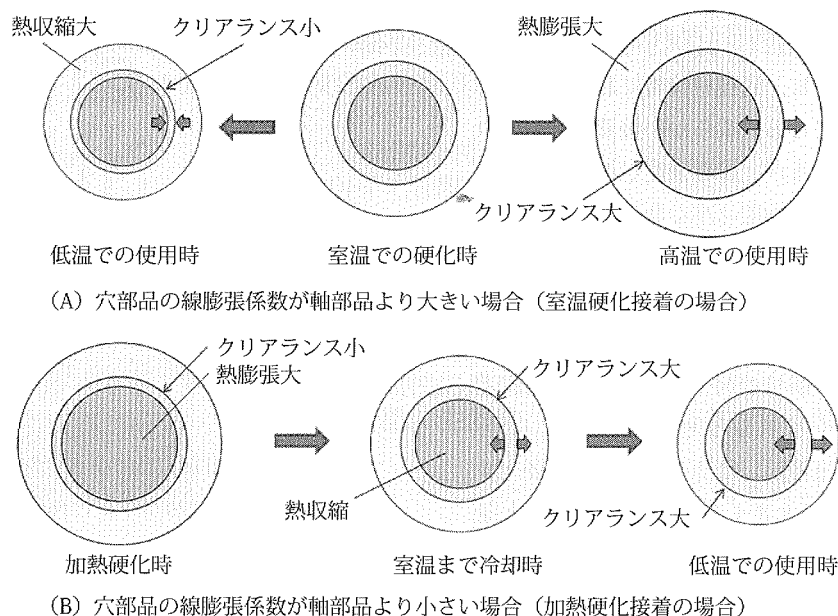 熱収縮大
クリアランス小
熱膨張大
クリアランス大
低温での使用時
室温での硬化時
高温での使用時
（A）穴部品の線膨張係数が軸部品より大きい場合（室温硬化接着の場合）
クリアランス小
熱膨張大
クリアランス大
熱収縮
クリアランス大
加熱硬化時
室温まで冷却時
低温での使用時
（B）穴部品の線膨張係数が軸部品より小さい場合（加熱硬化接着の場合）